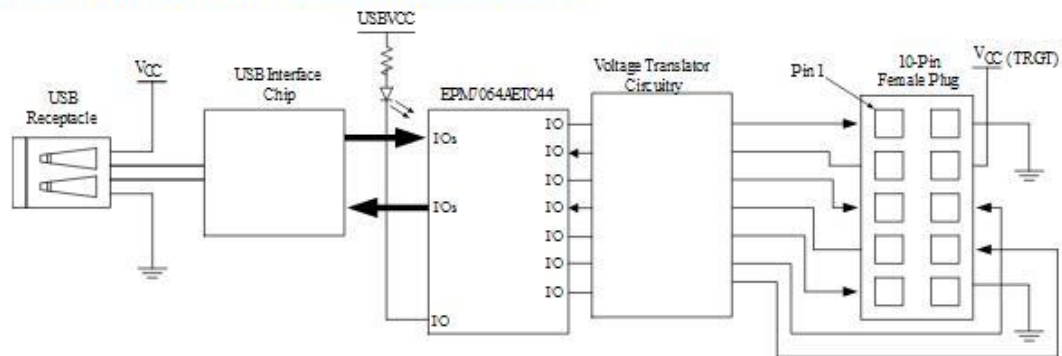 USBVCC
VCC
USB Interface
Chip
USB
Receptacle
EPM7064AETC44
Voltage Translator
Circuitry
Pin 1
10-Pin
Female Plug
VCC (TRGT)
IOs
IOs
IO
IO
IO
IO
IO
IO
IO
IO